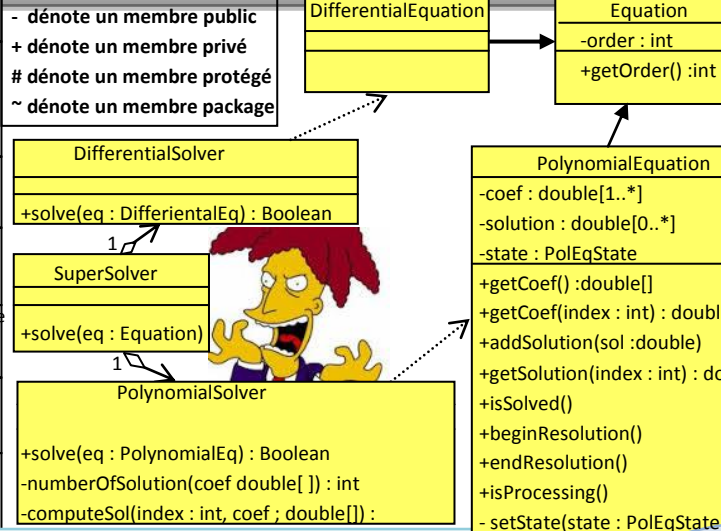 - dénote un membre public
+ dénote un membre privé
# dénote un membre protégé
~ dénote un membre package
DifferentialEquation
Equation
-order : int
+getOrder() :int
DifferentialSolver
+solve(eq : DifferientalEq) : Boolean
1
SuperSolver
+solve(eq : Equation)
1
PolynomialSolver
+solve(eq : PolynomialEq) : Boolean
-numberOfSolution(coef double[ ]) : int
-computeSol(index : int, coef ; double[]) :
PolynomialEquation
-coef : double[1..*]
-solution : double[0..*]
-state : PolEqState
+getCoef() :double[]
+getCoef(index : int) : doubl
+addSolution(sol :double)
+getSolution(index : int) : do
+isSolved()
+beginResolution()
+endResolution()
+isProcessing()
- setState(state : PolEqState